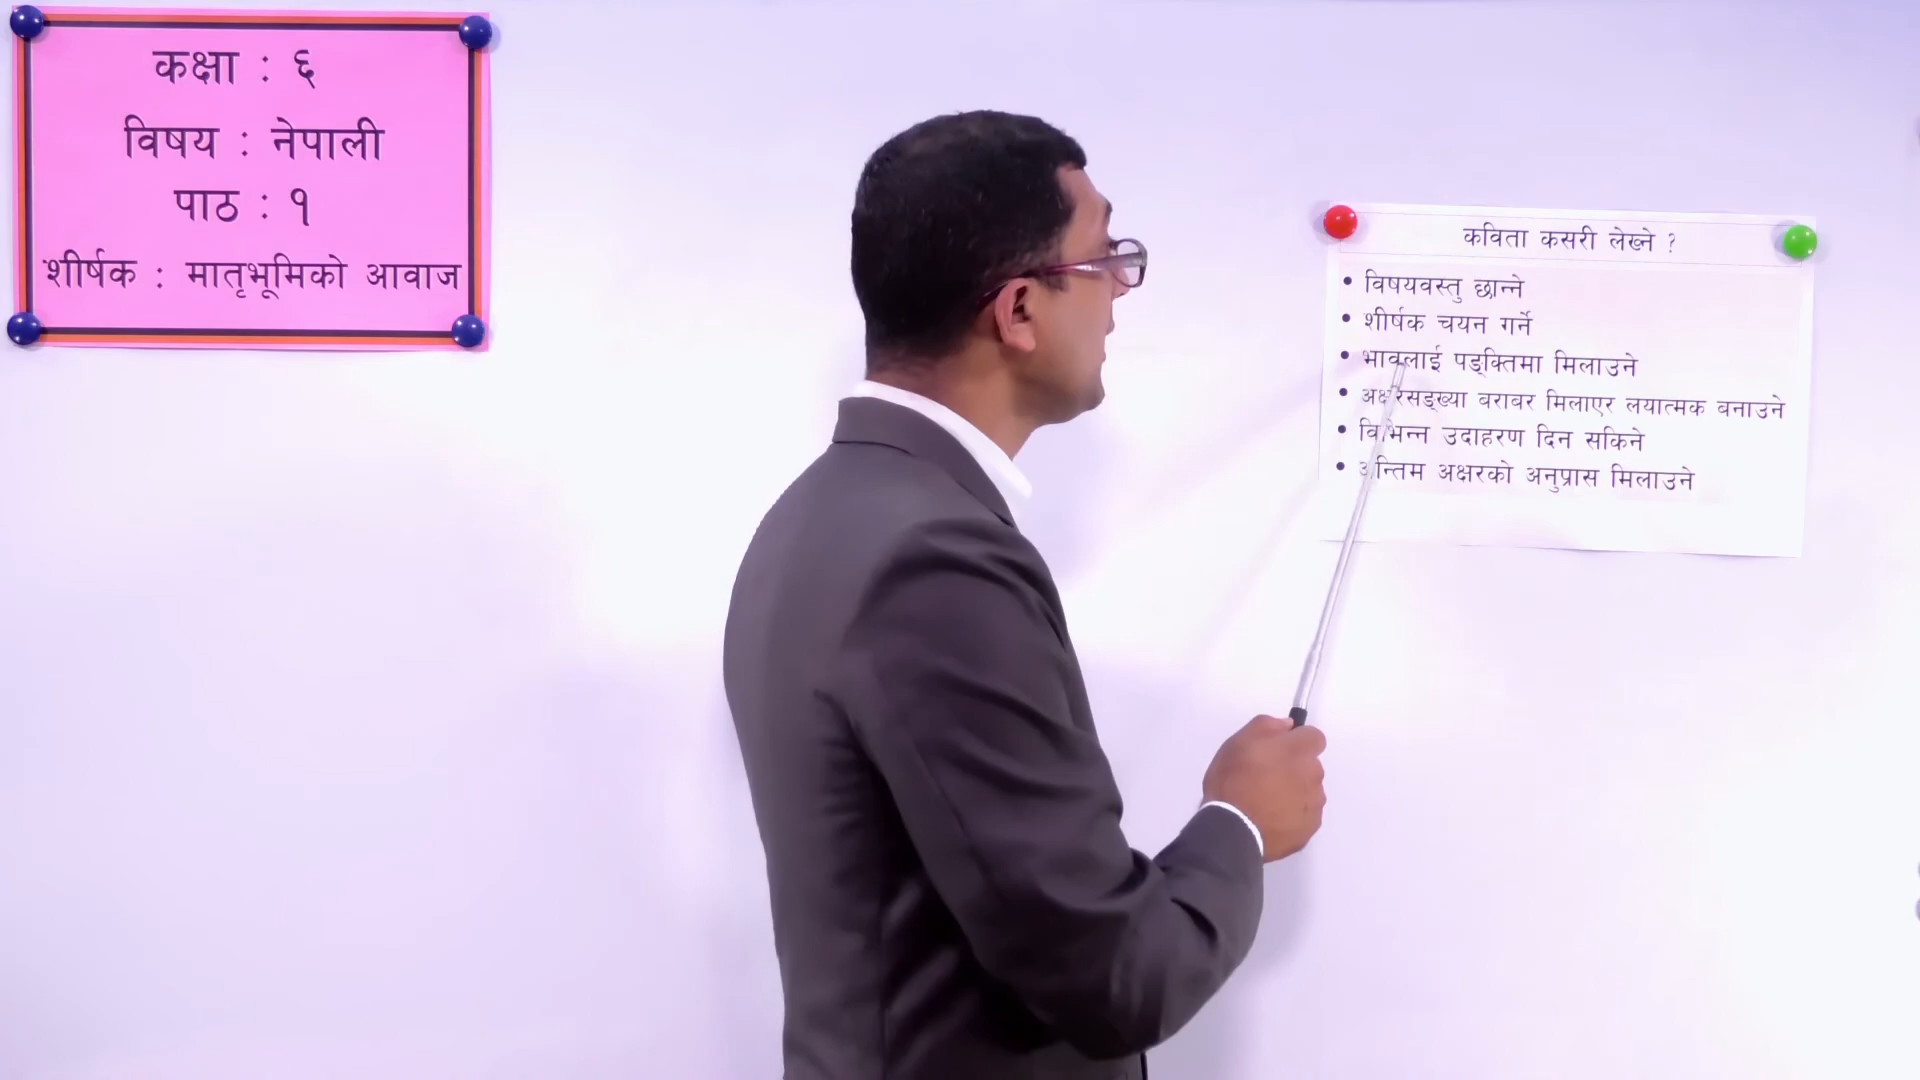 कक्षा : ६
विषय : नेपाली
पाठ : १
शीर्षक : मातृभूमिको आवाज
कविता कसरी लेख्ने ?
• विषयवस्तु छान्ने
• शीर्षक चयन गर्ने
• भावलाई पङ्क्तिमा मिलाउने
• अक्षरसङ्ख्या बराबर मिलाएर लयात्मक बनाउने
• विभिन्न उदाहरण दिन सकिने
• अन्तिम अक्षरको अनुप्रास मिलाउने